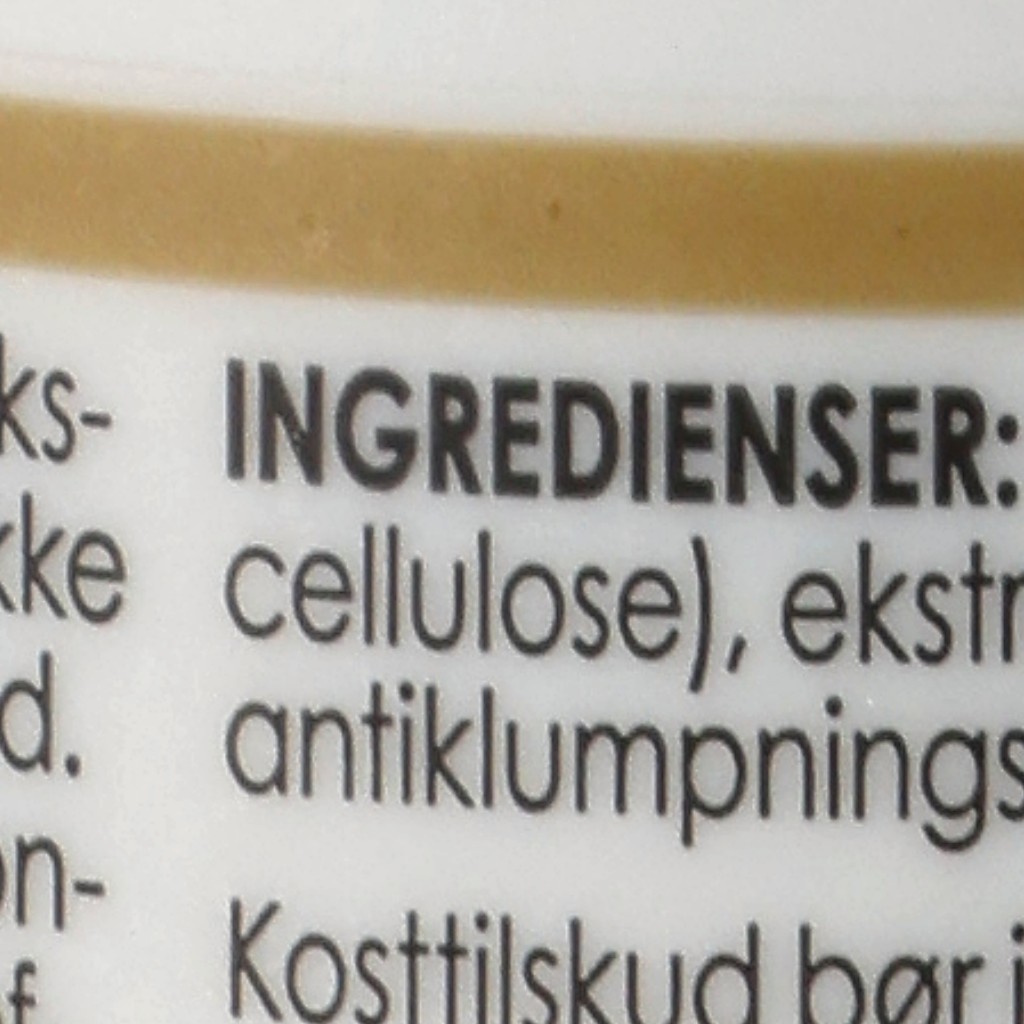 ks-
kke
d.
on-
f
INGREDIENSER:
cellulose), ekstr
antiklumpnings
Kosttilskud bør i